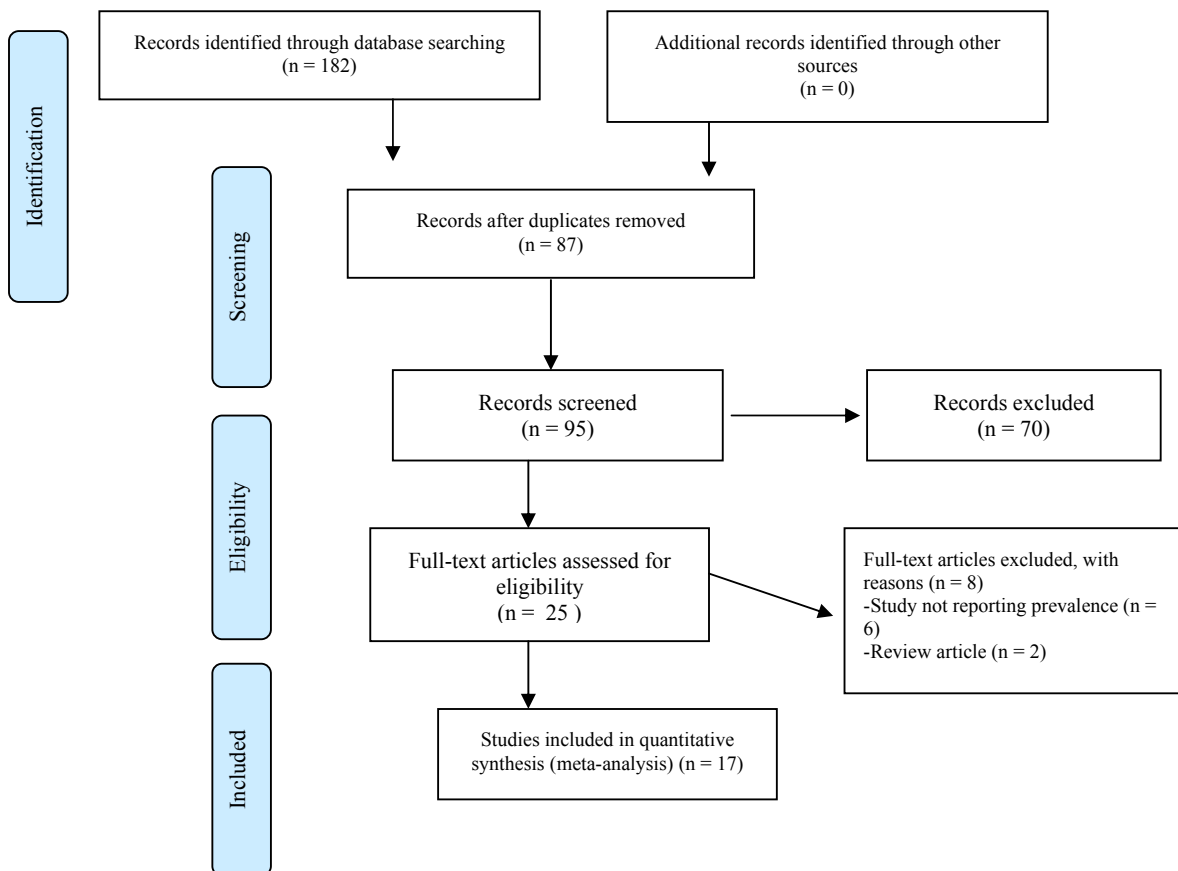 Identification
Records identified through database searching
(n = 182)
Additional records identified through other
sources
(n = 0)
Screening
Records after duplicates removed
(n = 87)
Records screened
(n = 95)
Records excluded
(n = 70)
Eligibility
Full-text articles assessed for
eligibility
(n = 25 )
Full-text articles excluded, with
reasons (n = 8)
-Study not reporting prevalence (n =
6)
-Review article (n = 2)
Included
Studies included in quantitative
synthesis (meta-analysis) (n = 17)